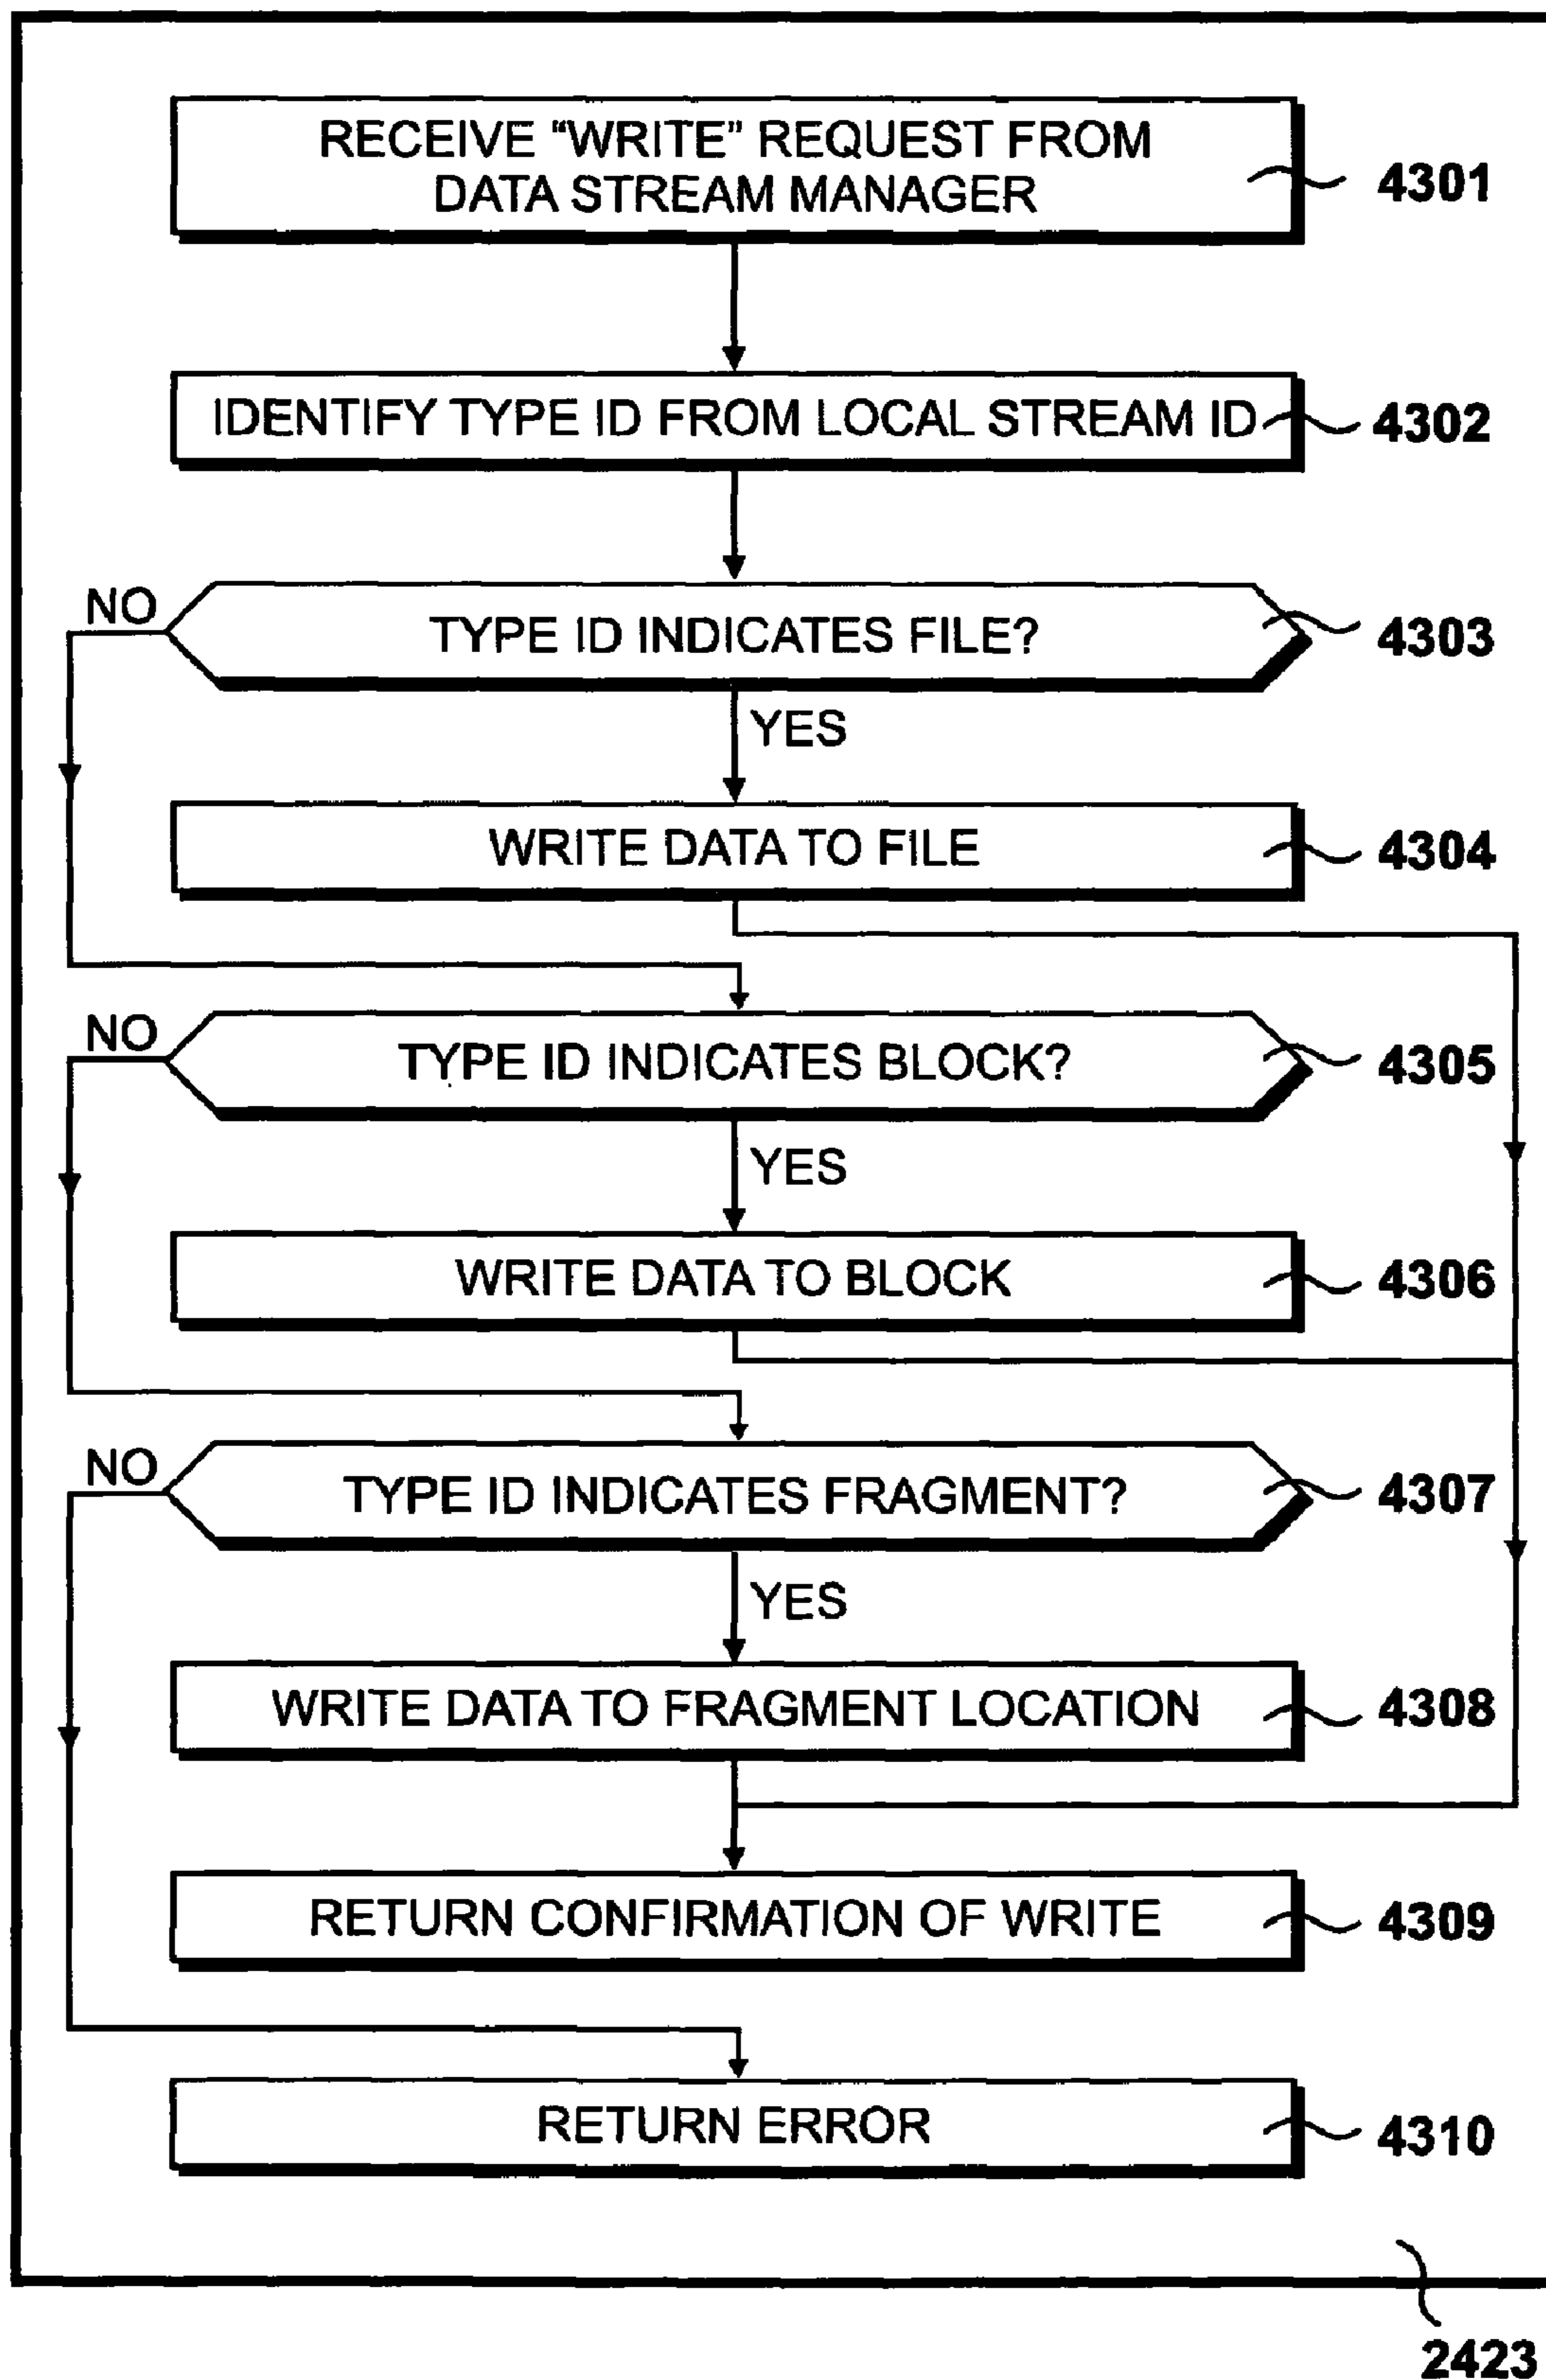 RECEIVE “WRITE” REQUEST FROM
DATA STREAM MANAGER
4301
IDENTIFY TYPE ID FROM LOCAL STREAM ID
4302
NO
TYPE ID INDICATES FILE?
4303
YES
WRITE DATA TO FILE
4304
NO
TYPE ID INDICATES BLOCK?
4305
YES
WRITE DATA TO BLOCK
4306
NO
TYPE ID INDICATES FRAGMENT?
4307
YES
WRITE DATA TO FRAGMENT LOCATION
4308
RETURN CONFIRMATION OF WRITE
4309
RETURN ERROR
4310
2423